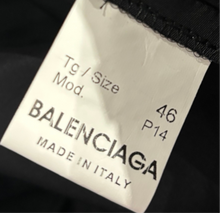 Tg / Size 46
Mod. P14
BALENCIAGA
MADE IN ITALY